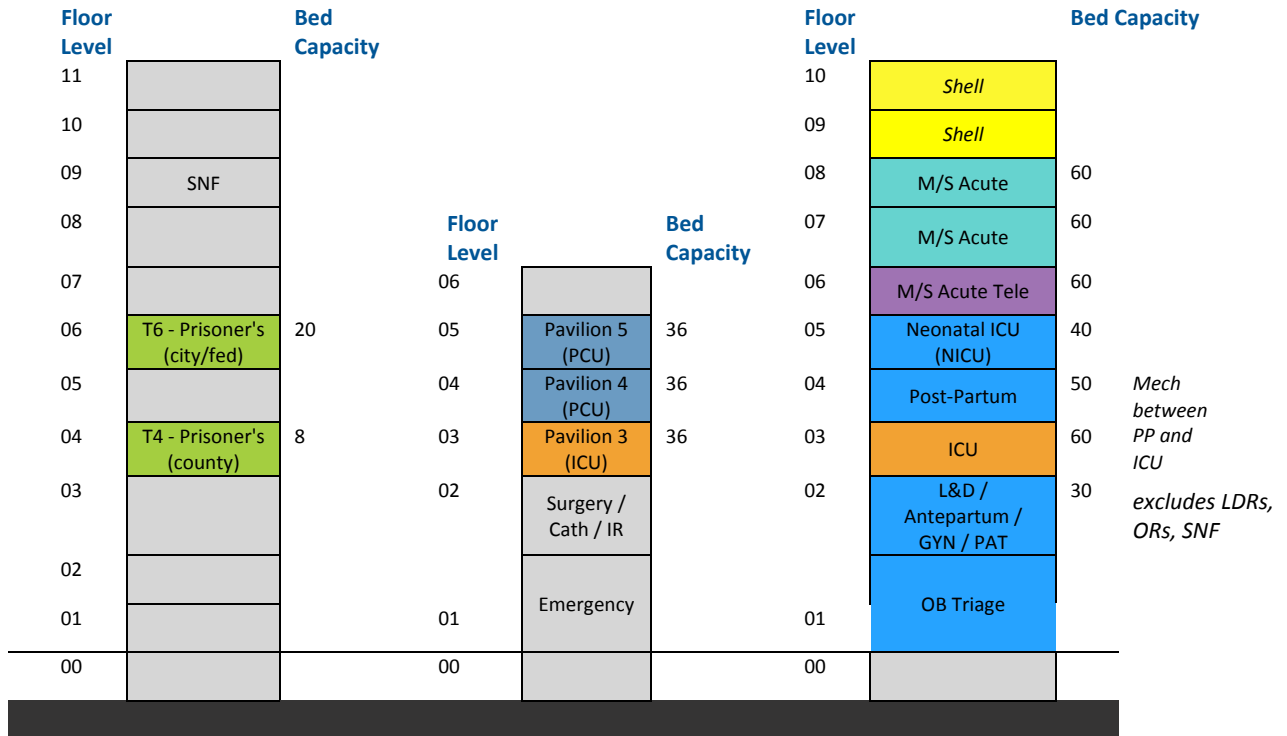 Floor
Level
Bed
Capacity
11
10
09
SNF
08
07
06
T6 - Prisoner's
(city/fed)
20
05
04
T4 - Prisoner's
(county)
8
03
02
01
00
Floor
Level
Bed
Capacity
06
05
Pavilion 5
(PCU)
36
04
Pavilion 4
(PCU)
36
03
Pavilion 3
(ICU)
36
02
Surgery /
Cath / IR
Emergency
01
00
Floor
Level
Bed Capacity
10
Shell
09
Shell
08
M/S Acute
60
07
M/S Acute
60
06
M/S Acute Tele
60
05
Neonatal ICU
(NICU)
40
04
Post-Partum
50
Mech
between
PP and
ICU
03
ICU
60
02
L&D /
Antepartum /
GYN / PAT
30
excludes LDRs,
ORs, SNF
OB Triage
01
00